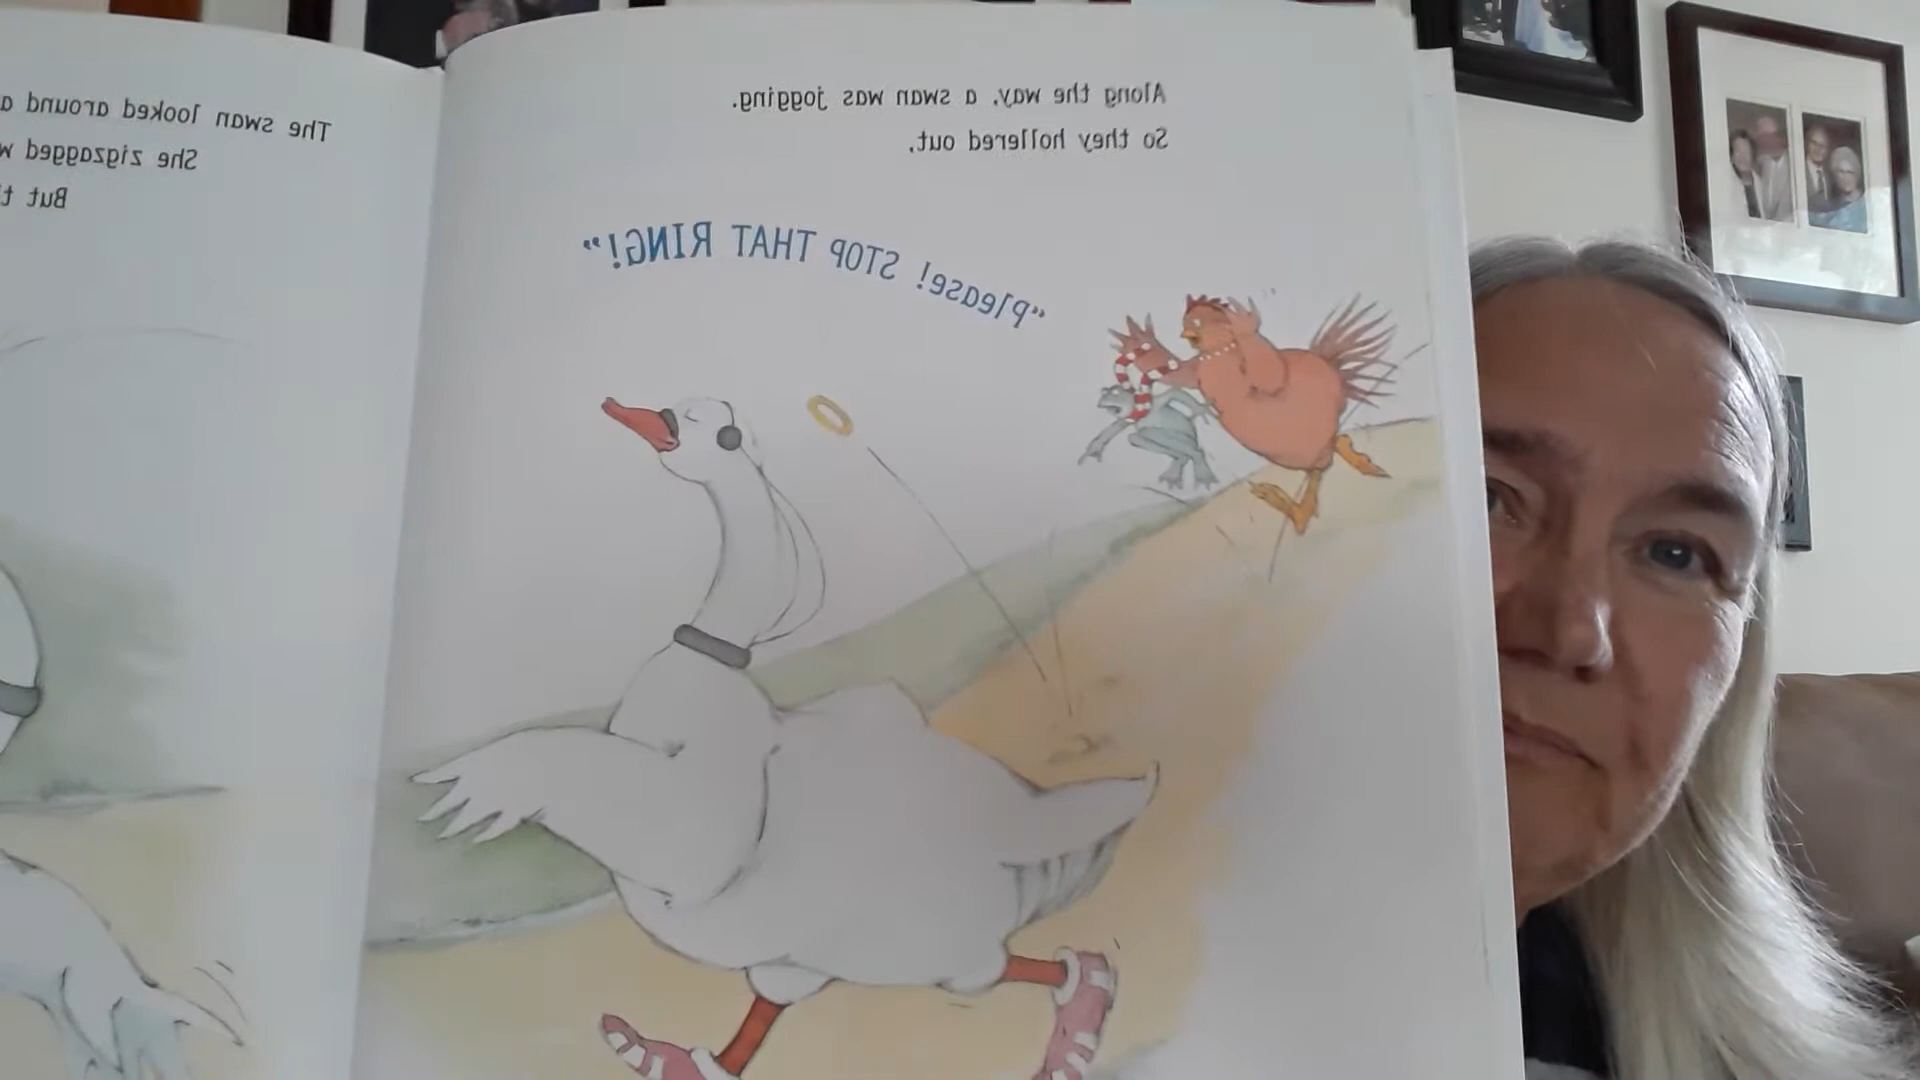 Along the way, a swan was jogging.
So they hollered out,
“Please! STOP THAT RING!”
The swan looked around
She zigzagged
But